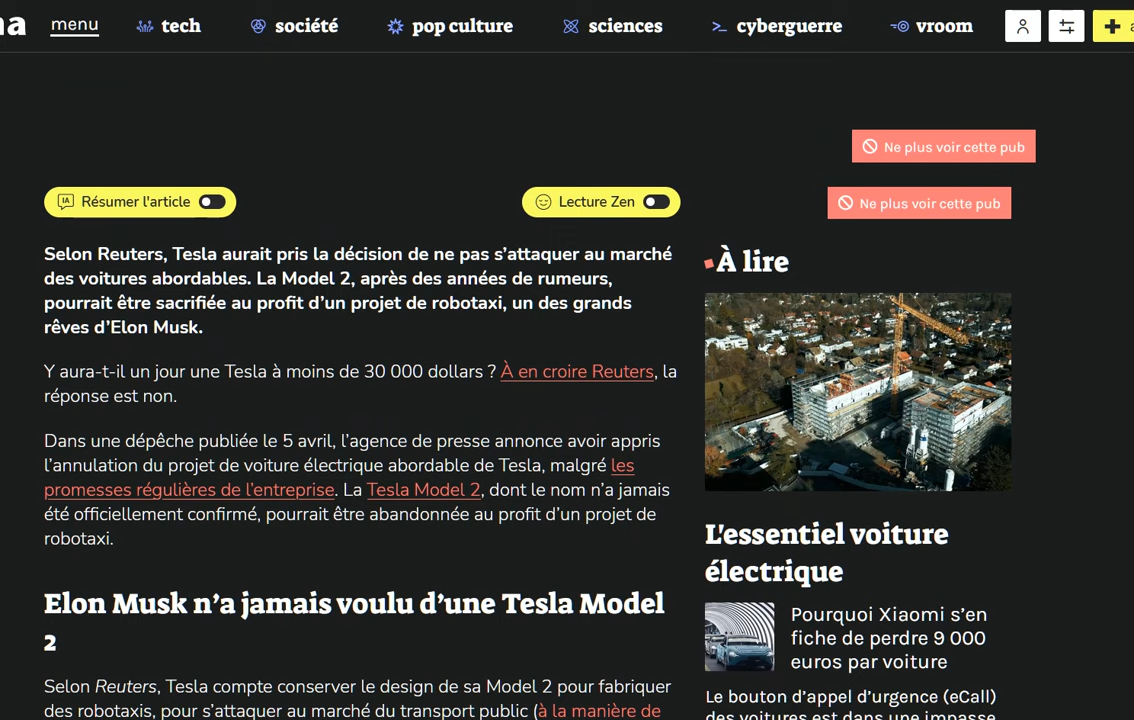 menu
tech
société
pop culture
sciences
cyberguerre
vroom
Ne plus voir cette pub
Résumer l'article
Lecture Zen
Ne plus voir cette pub
Selon Reuters, Tesla aurait pris la décision de ne pas s’attaquer au marché
des voitures abordables. La Model 2, après des années de rumeurs,
pourrait être sacrifiée au profit d’un projet de robotaxi, un des grands
rêves d’Elon Musk.
Y aura-t-il un jour une Tesla à moins de 30 000 dollars ? À en croire Reuters, la
réponse est non.
Dans une dépêche publiée le 5 avril, l’agence de presse annonce avoir appris
l’annulation du projet de voiture électrique abordable de Tesla, malgré les
promesses régulières de l’entreprise. La Tesla Model 2, dont le nom n’a jamais
été officiellement confirmé, pourrait être abandonnée au profit d’un projet de
robotaxi.
Elon Musk n’a jamais voulu d’une Tesla Model
2
Selon Reuters, Tesla compte conserver le design de sa Model 2 pour fabriquer
des robotaxis, pour s’attaquer au marché du transport public (à la manière de
À lire
L’essentiel voiture
électrique
Pourquoi Xiaomi s’en
fiche de perdre 9 000
euros par voiture
Le bouton d’appel d’urgence (eCall)
des voitures est dans une impasse